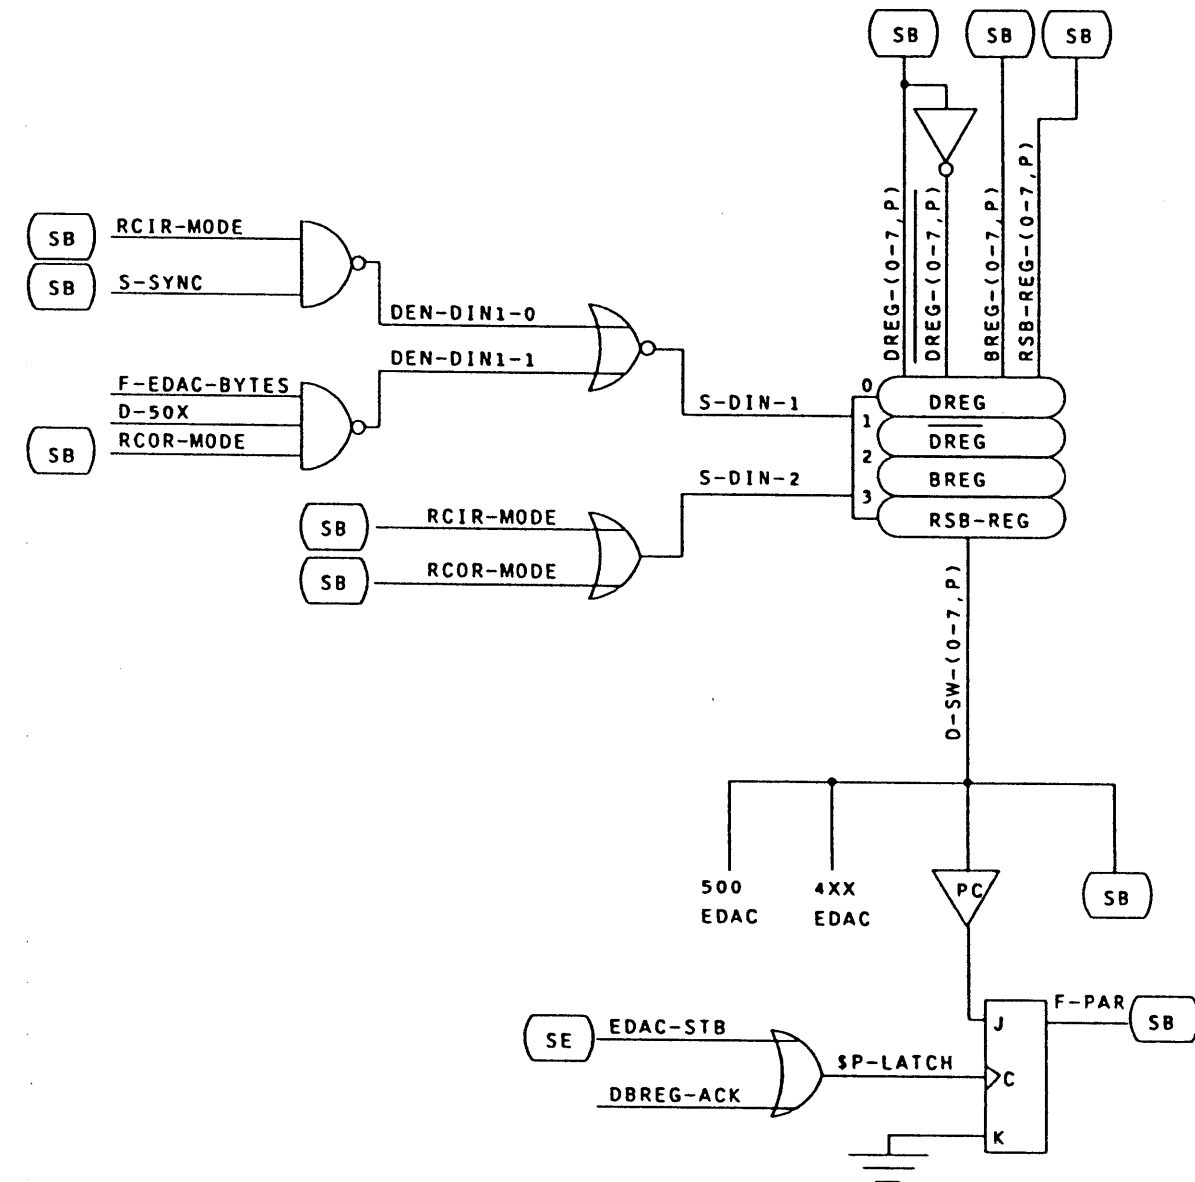 SB SB SB
DREG-(0-7,P)
DREG-(0-7,P)
BREG-(0-7,P)
RSB-REG-(0-7,P)
SB RCIR-MODE
SB S-SYNC
DEN-DIN1-0
DEN-DIN1-1
F-EDAC-BYTES
D-50X
SB RCOR-MODE
S-DIN-1
S-DIN-2
0 DREG
1 DREG
2 BREG
3 RSB-REG
SB RCIR-MODE
SB RCOR-MODE
D-SW-(0-7,P)
500 EDAC
4XX EDAC
PC
SB
SE EDAC-STB
DBREG-ACK
$P-LATCH
J
C
K
F-PAR SB